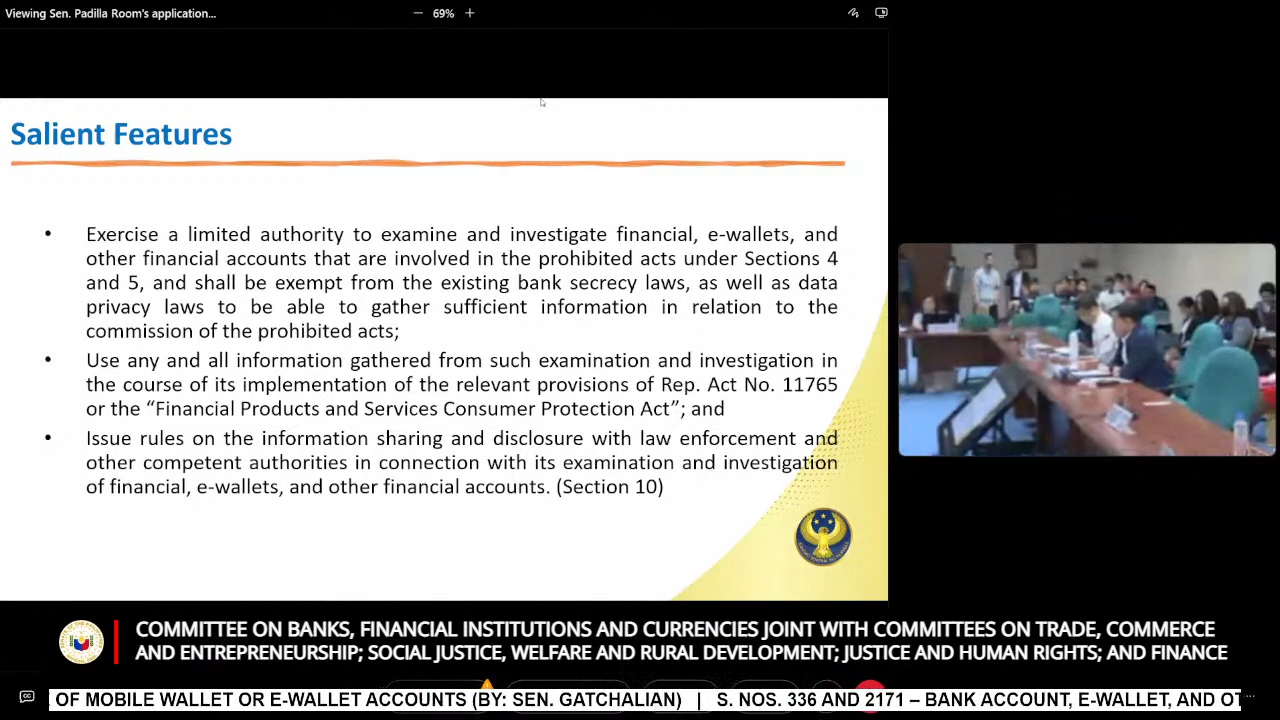 Viewing Sen. Padilla Room's application...
69%
Salient Features
• Exercise a limited authority to examine and investigate financial, e-wallets, and
other financial accounts that are involved in the prohibited acts under Sections 4
and 5, and shall be exempt from the existing bank secrecy laws, as well as data
privacy laws to be able to gather sufficient information in relation to the
commission of the prohibited acts;
• Use any and all information gathered from such examination and investigation in
the course of its implementation of the relevant provisions of Rep. Act No. 11765
or the “Financial Products and Services Consumer Protection Act”; and
• Issue rules on the information sharing and disclosure with law enforcement and
other competent authorities in connection with its examination and investigation
of financial, e-wallets, and other financial accounts. (Section 10)
COMMITTEE ON BANKS, FINANCIAL INSTITUTIONS AND CURRENCIES JOINT WITH COMMITTEES ON TRADE, COMMERCE
AND ENTREPRENEURSHIP; SOCIAL JUSTICE, WELFARE AND RURAL DEVELOPMENT; JUSTICE AND HUMAN RIGHTS; AND FINANCE
OF MOBILE WALLET OR E-WALLET ACCOUNTS (BY: SEN. GATCHALIAN) | S. NOS. 336 AND 2171 – BANK ACCOUNT, E-WALLET, AND OT